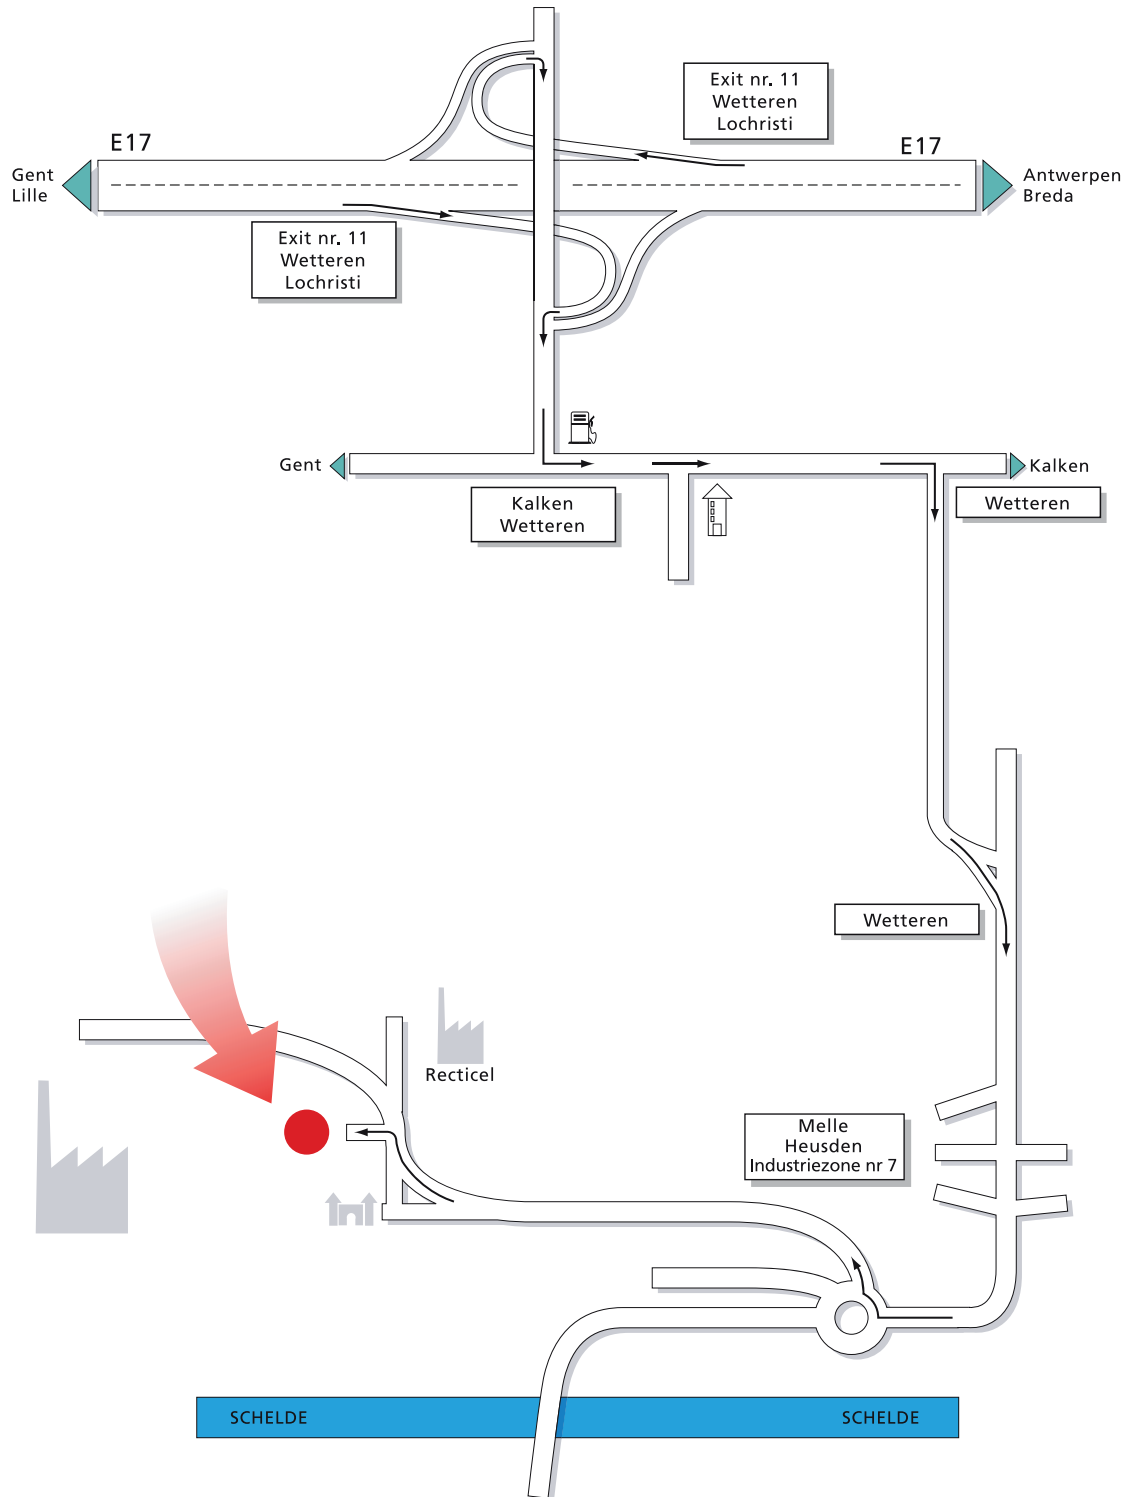 Exit nr. 11
Wetteren
Lochristi
E17
E17
Gent
Lille
Antwerpen
Breda
Exit nr. 11
Wetteren
Lochristi
Gent
Kalken
Kalken
Wetteren
Wetteren
Wetteren
Recticel
Melle
Heusden
Industriezone nr 7
SCHELDE
SCHELDE